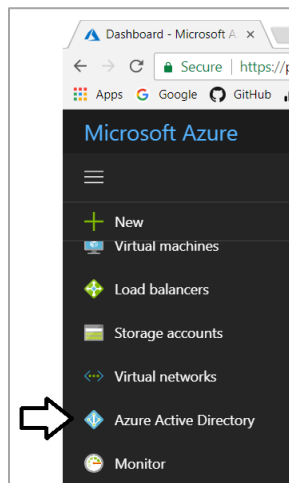 Dashboard - Microsoft A
Secure | https://p
Apps Google GitHub
Microsoft Azure
New
Virtual machines
Load balancers
Storage accounts
Virtual networks
Azure Active Directory
Monitor